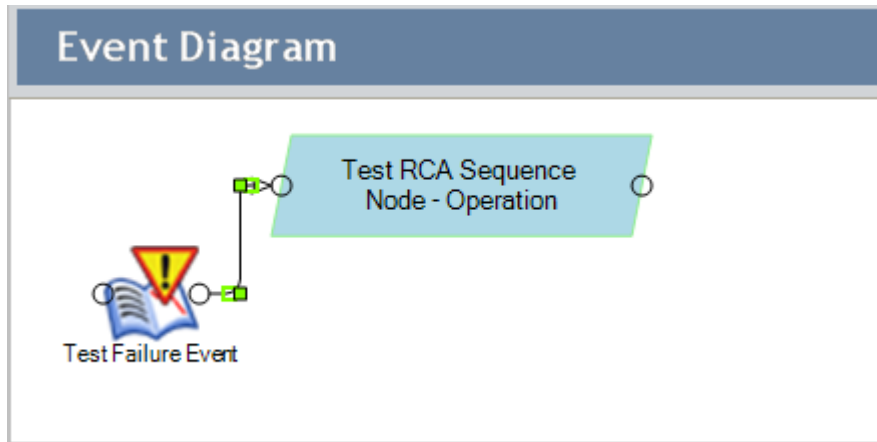 Event Diagram
Test RCA Sequence
Node - Operation
Test Failure Event